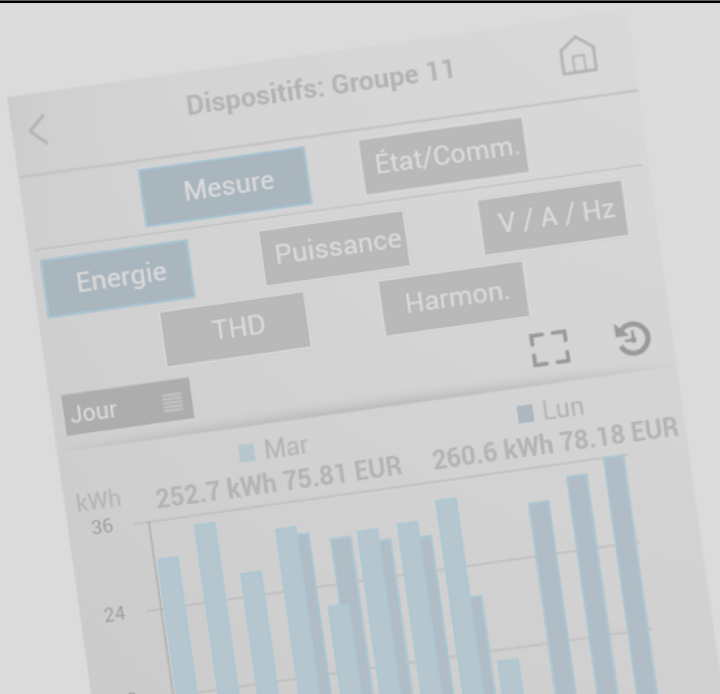 Dispositifs: Groupe 11
Mesure État/Comm.
Energie Puissance V / A / Hz
THD Harmon.
Jour
Mar Lun
kWh 252.7 kWh 75.81 EUR 260.6 kWh 78.18 EUR
36
24